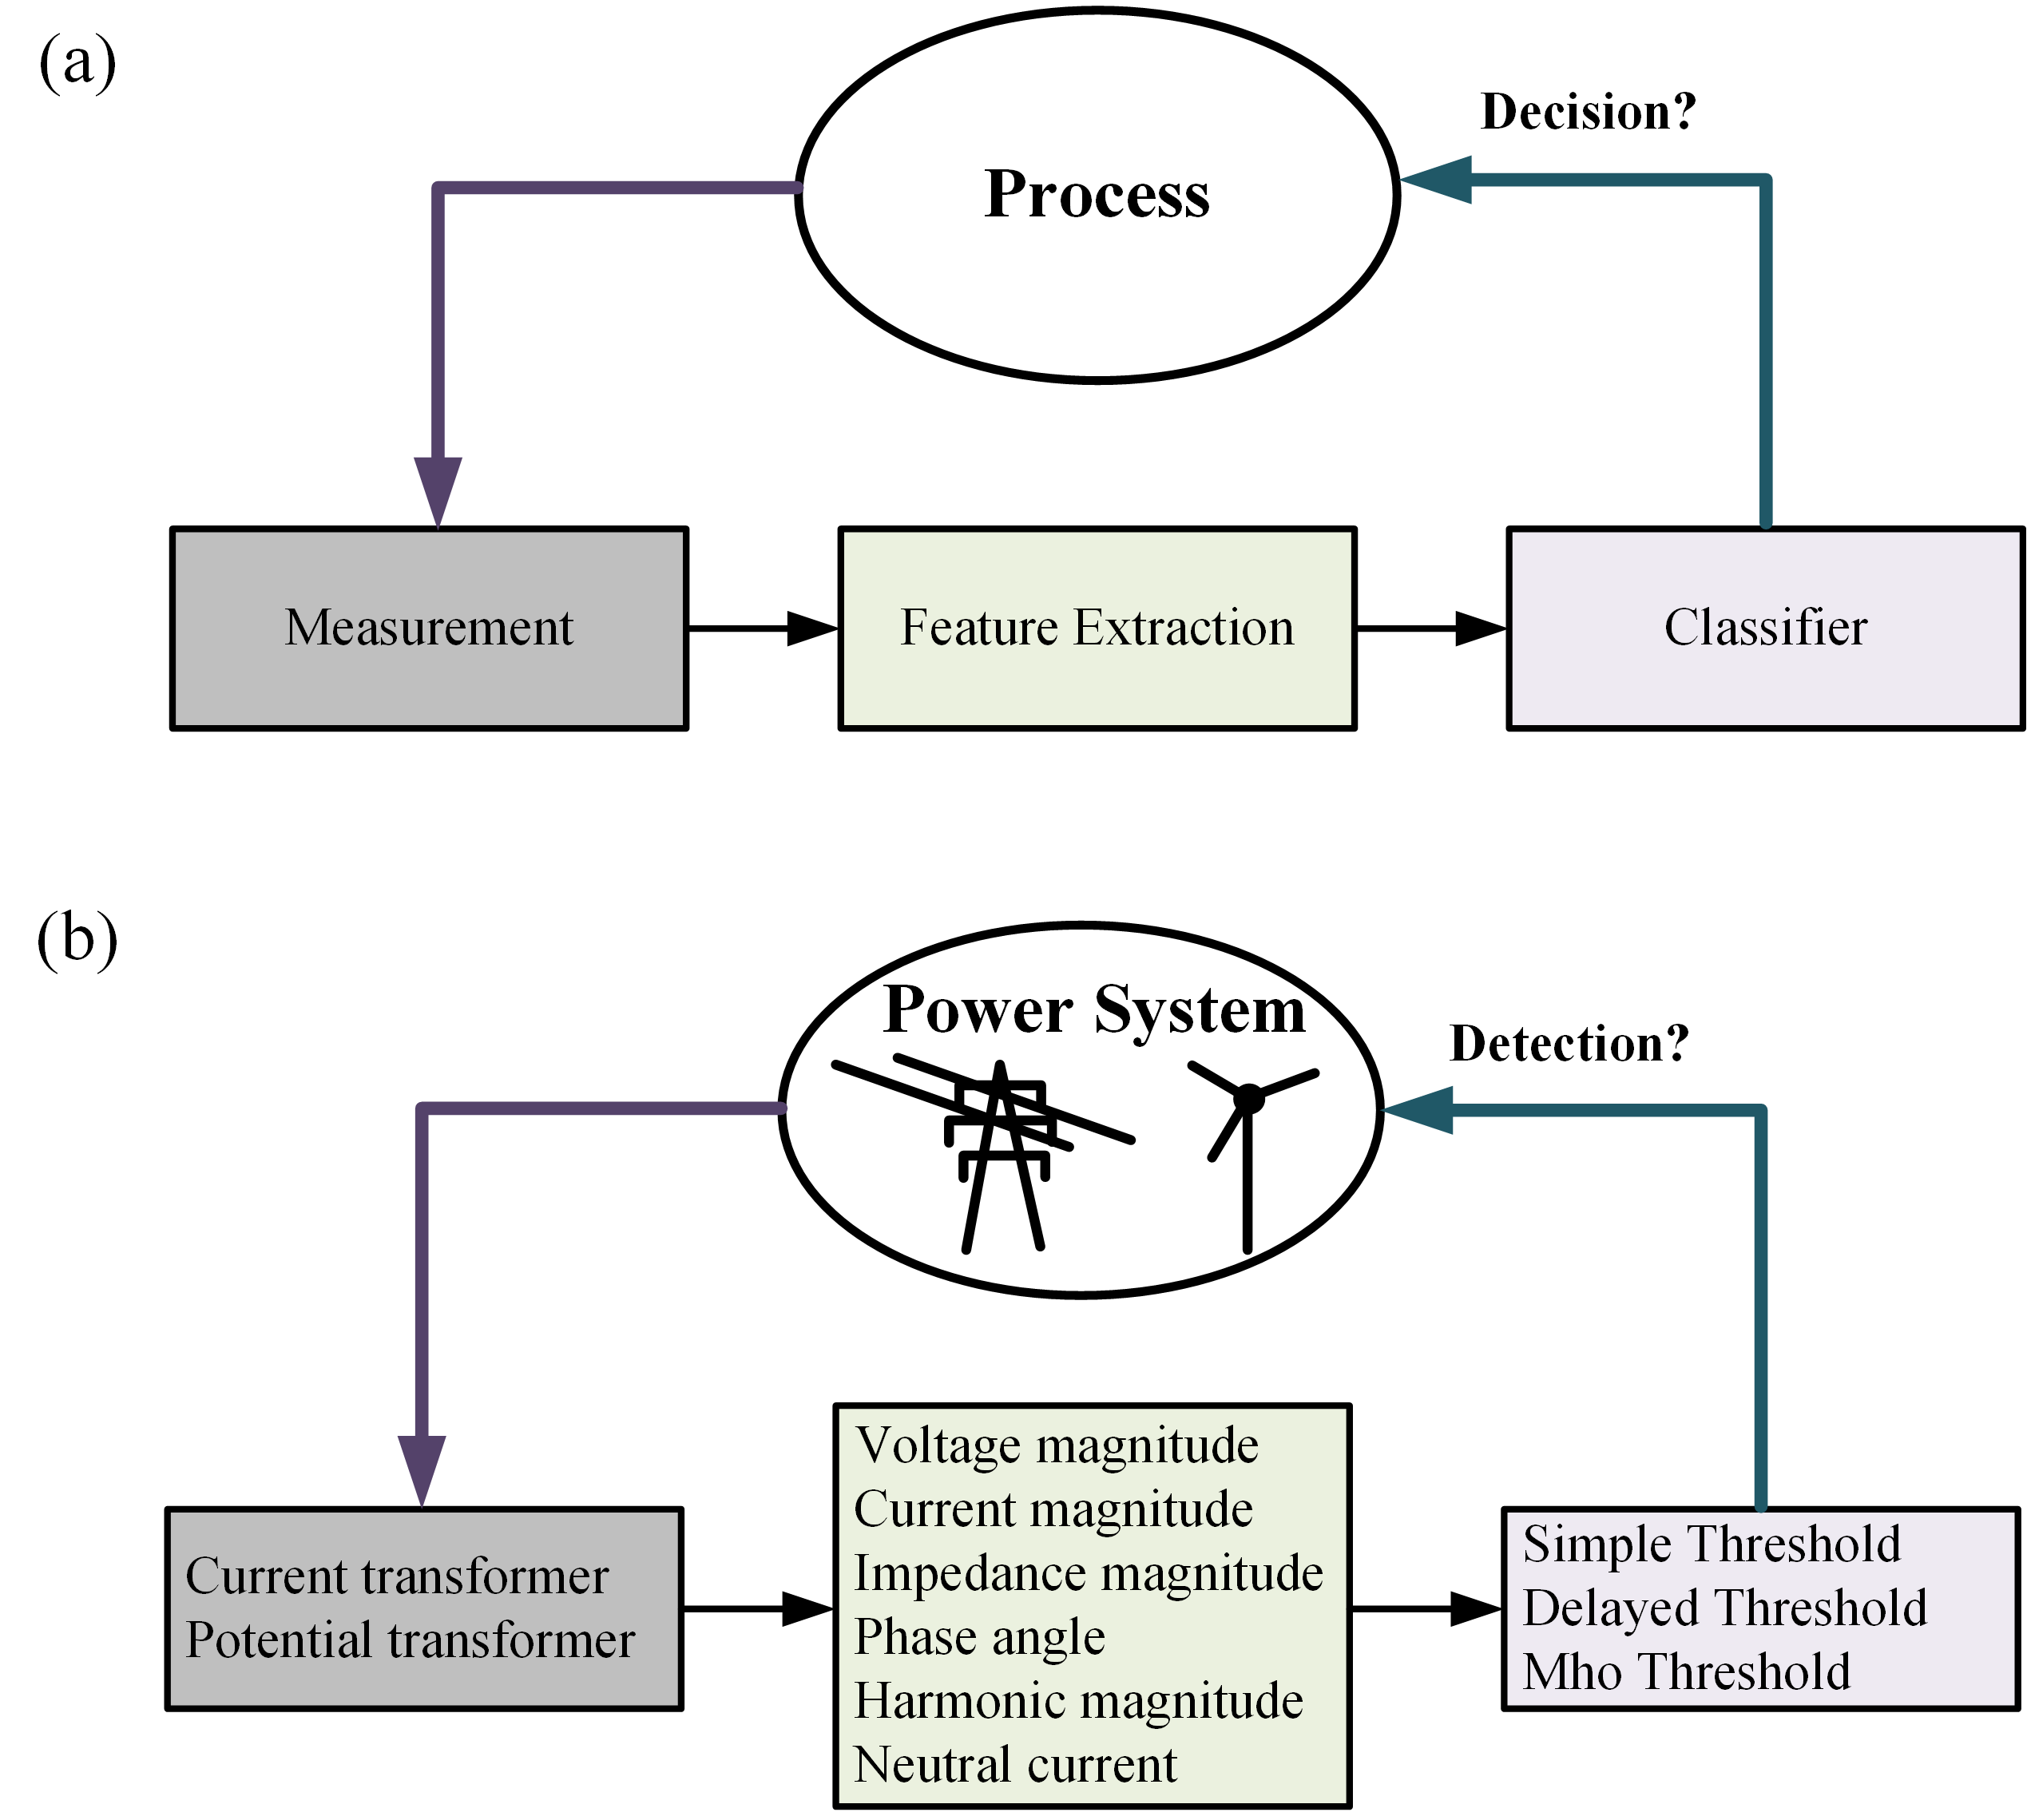 (a)
Decision?
Process
Measurement
Feature Extraction
Classifier
(b)
Power System
Detection?
Current transformer
Potential transformer
Voltage magnitude
Current magnitude
Impedance magnitude
Phase angle
Harmonic magnitude
Neutral current
Simple Threshold
Delayed Threshold
Mho Threshold